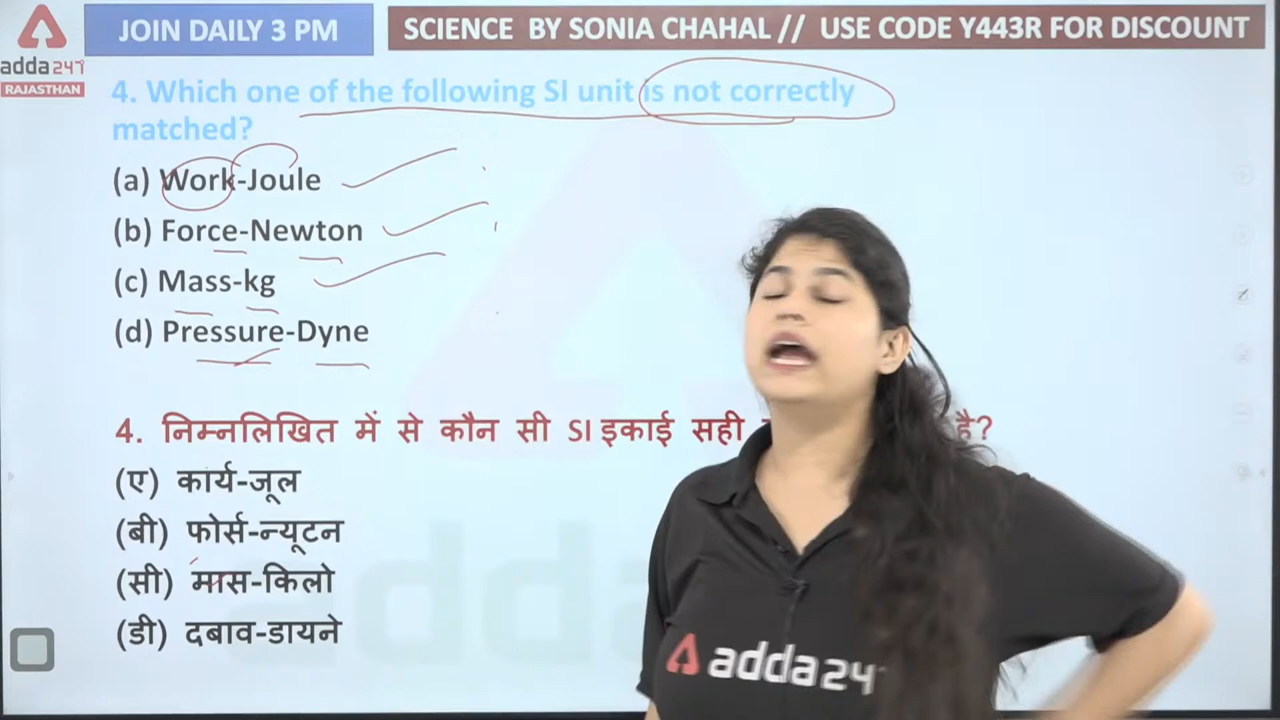 JOIN DAILY 3 PM
SCIENCE BY SONIA CHAHAL // USE CODE Y443R FOR DISCOUNT
adda247
RAJASTHAN
4. Which one of the following SI unit is not correctly
matched?
(a) Work-Joule
(b) Force-Newton
(c) Mass-kg
(d) Pressure-Dyne
4. निम्नलिखित में से कौन सी SI इकाई सही है?
(ए) कार्य-जूल
(बी) फोर्स-न्यूटन
(सी) मास-किलो
(डी) दबाव-डायने
adda247